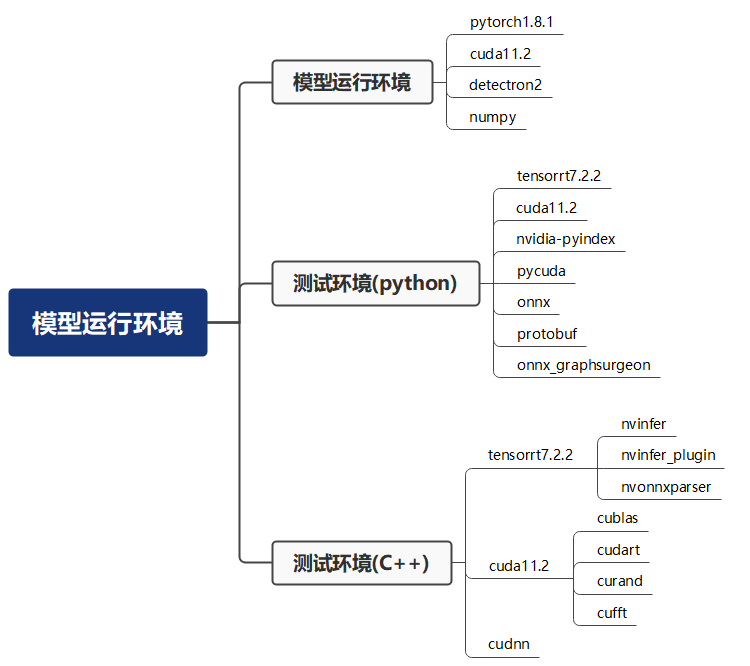 模型运行环境
模型运行环境
pytorch1.8.1
cuda11.2
detectron2
numpy
测试环境(python)
tensorrt7.2.2
cuda11.2
nvidia-pyindex
pycuda
onnx
protobuf
onnx_graphsurgeon
测试环境(C++)
tensorrt7.2.2
nvinfer
nvinfer_plugin
nvonnxparser
cuda11.2
cublas
cudart
curand
cufft
cudnn